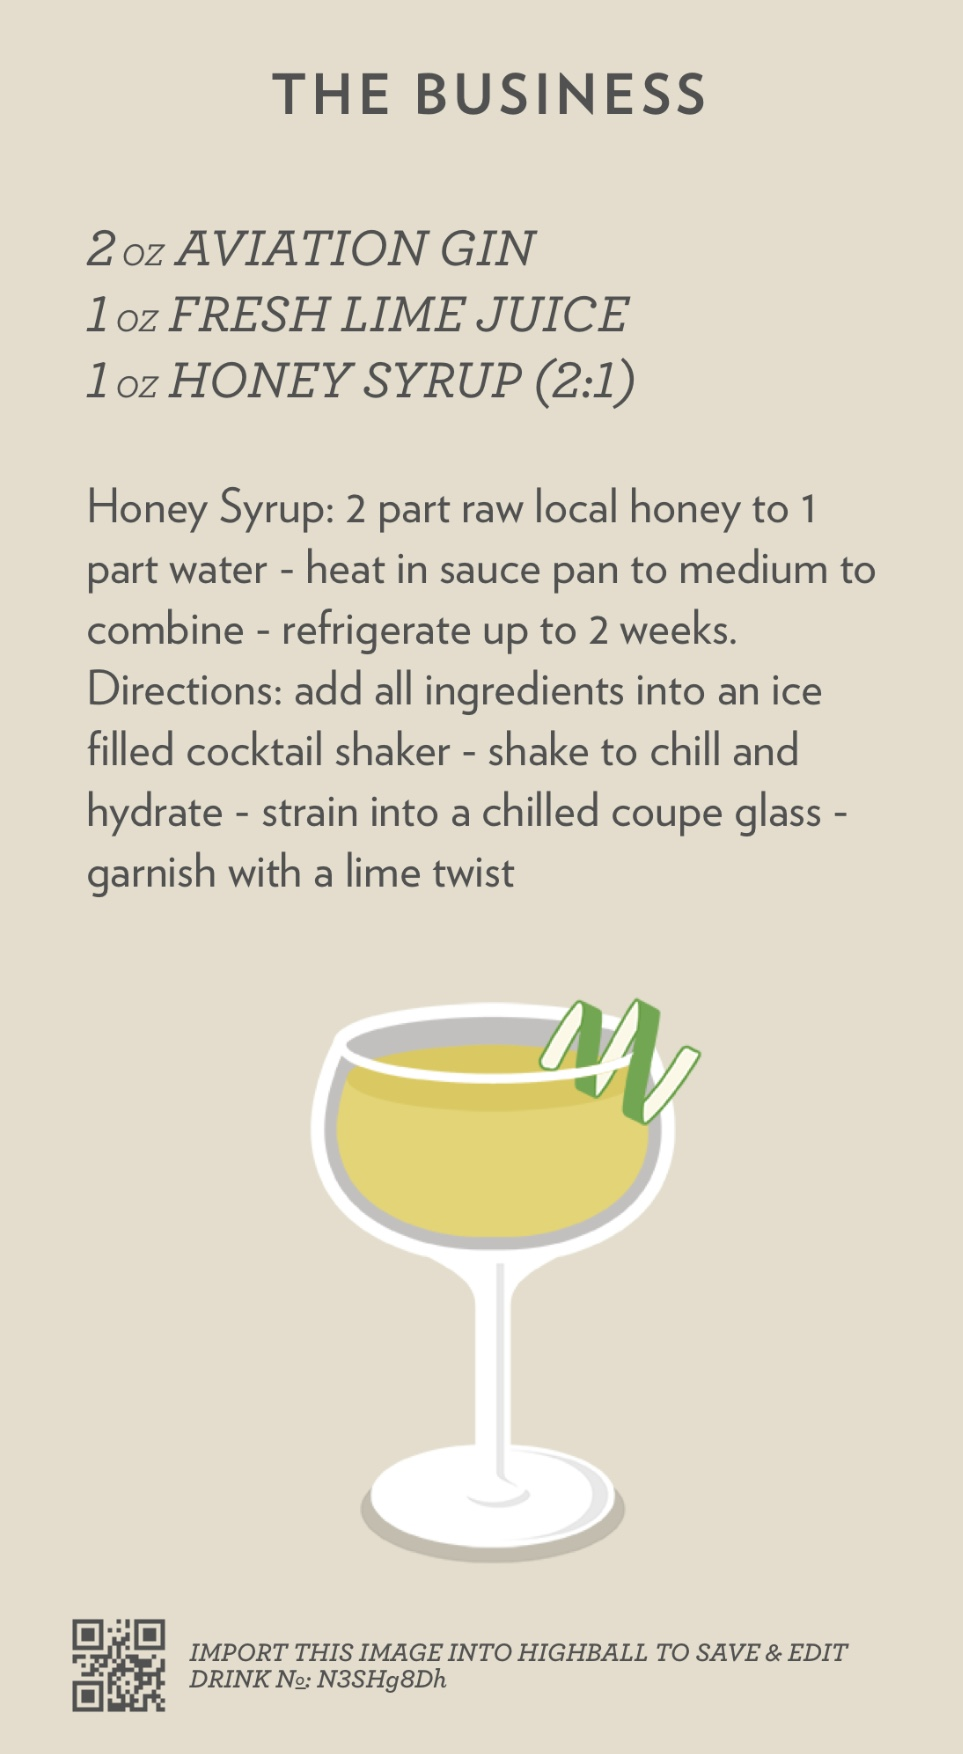 THE BUSINESS
2 oz AVIATION GIN
1 oz FRESH LIME JUICE
1 oz HONEY SYRUP (2:1)
Honey Syrup: 2 part raw local honey to 1
part water - heat in sauce pan to medium to
combine - refrigerate up to 2 weeks.
Directions: add all ingredients into an ice
filled cocktail shaker - shake to chill and
hydrate - strain into a chilled coupe glass -
garnish with a lime twist
IMPORT THIS IMAGE INTO HIGHBALL TO SAVE & EDIT
DRINK №: N3SHg8Dh